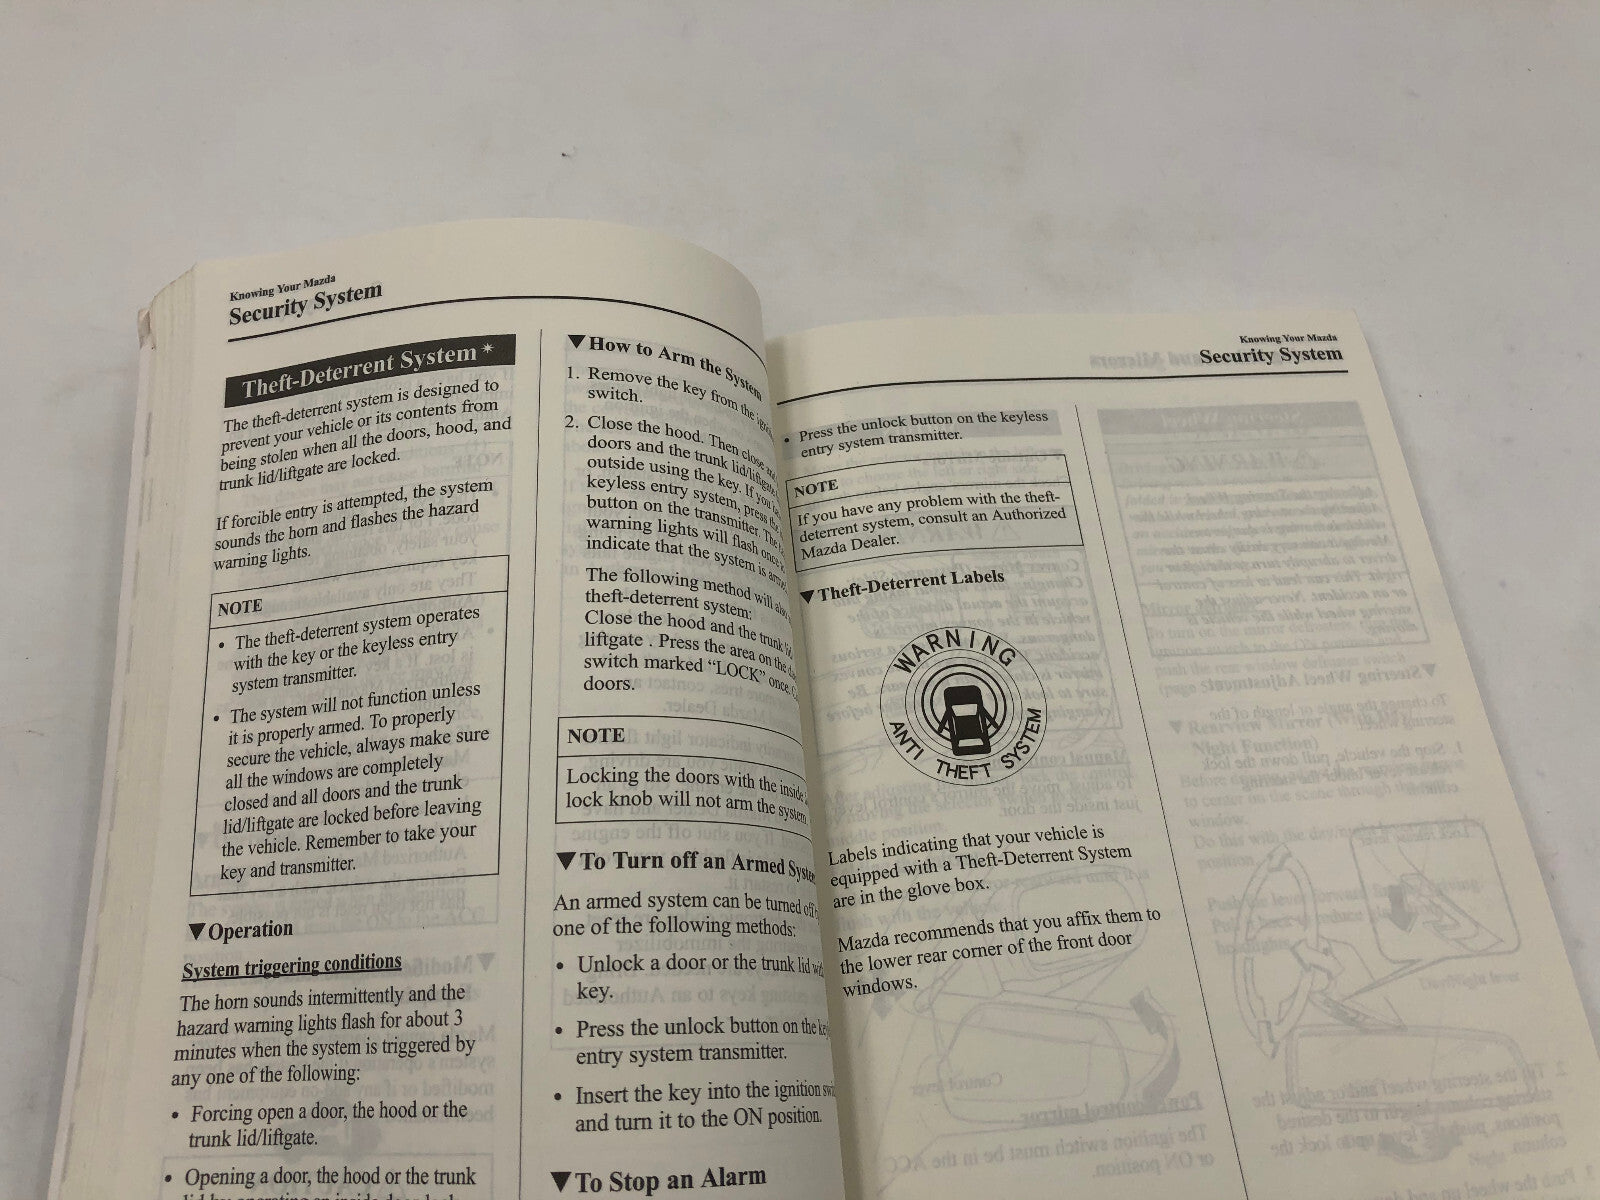 Knowing Your Mazda
Security System
Theft-Deterrent System✶
The theft-deterrent system is designed to
prevent your vehicle or its contents from
being stolen when all the doors, hood, and
trunk lid/liftgate are locked.
If forcible entry is attempted, the system
sounds the horn and flashes the hazard
warning lights.
NOTE
• The theft-deterrent system operates
with the key or the keyless entry
system transmitter.
• The system will not function unless
it is properly armed. To properly
secure the vehicle, always make sure
all the windows are completely
closed and all doors and the trunk
lid/liftgate are locked before leaving
the vehicle. Remember to take your
key and transmitter.
▼Operation
System triggering conditions
The horn sounds intermittently and the
hazard warning lights flash for about 3
minutes when the system is triggered by
any one of the following:
• Forcing open a door, the hood or the
trunk lid/liftgate.
• Opening a door, the hood or the trunk
▼How to Arm the System
1. Remove the key from the
switch.
2. Close the hood. Then close
doors and the trunk lid/liftgate
outside using the key. If you
keyless entry system, press the
button on the transmitter. The
warning lights will flash once
indicate that the system is
The following method will
theft-deterrent system:
Close the hood and the trunk lid
liftgate . Press the area on the
switch marked “LOCK” once.
doors.
NOTE
Locking the doors with the inside
lock knob will not arm the system.
▼To Turn off an Armed System
An armed system can be turned off
one of the following methods:
• Unlock a door or the trunk lid
key.
• Press the unlock button on the
entry system transmitter.
• Insert the key into the ignition
and turn it to the ON position.
▼To Stop an Alarm
Knowing Your Mazda
Security System
• Press the unlock button on the keyless
entry system transmitter.
NOTE
If you have any problem with the theft-
deterrent system, consult an Authorized
Mazda Dealer.
▼Theft-Deterrent Labels
WARNING
ANTI THEFT SYSTEM
Labels indicating that your vehicle is
equipped with a Theft-Deterrent System
are in the glove box.
Mazda recommends that you affix them to
the lower rear corner of the front door
windows.